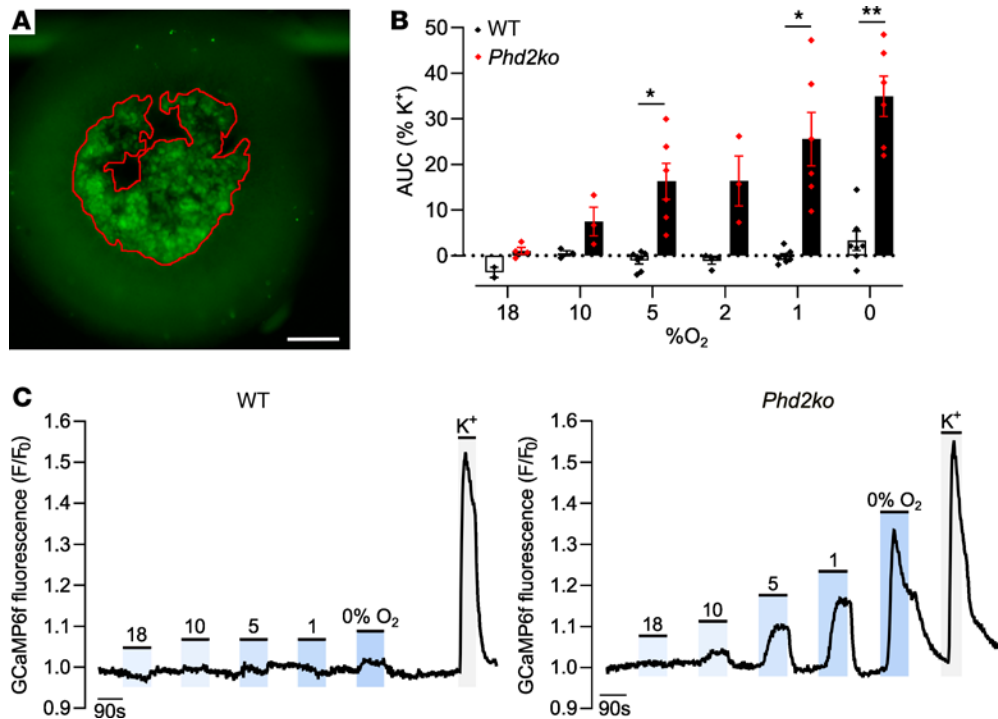 A
B
WT
Phd2ko
AUC (% K⁺)
50
40
30
20
10
0
*
*
**
18 10 5 2 1 0
%O₂
C
WT
GCaMP6f fluorescence (F/F₀)
1.6
1.5
1.4
1.3
1.2
1.1
1.0
0.9
18 10 5 1 0% O₂ K⁺
90s
Phd2ko
GCaMP6f fluorescence (F/F₀)
1.6
1.5
1.4
1.3
1.2
1.1
1.0
0.9
18 10 5 1 0% O₂ K⁺
90s